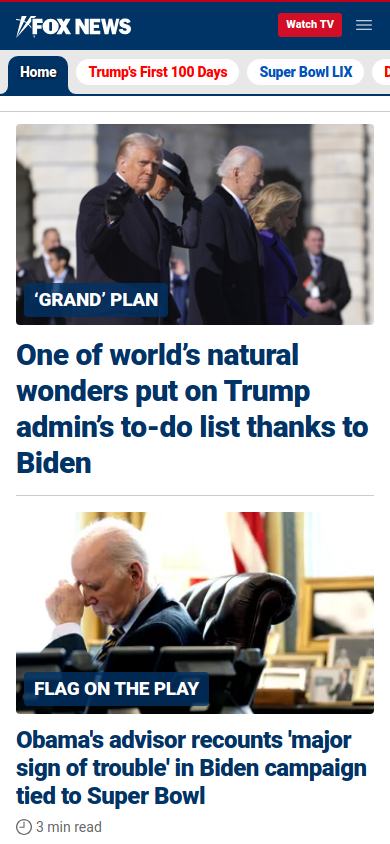 FOX NEWS
Watch TV
Home
Trump's First 100 Days
Super Bowl LIX
‘GRAND’ PLAN
One of world’s natural
wonders put on Trump
admin’s to-do list thanks to
Biden
FLAG ON THE PLAY
Obama's advisor recounts 'major
sign of trouble' in Biden campaign
tied to Super Bowl
3 min read